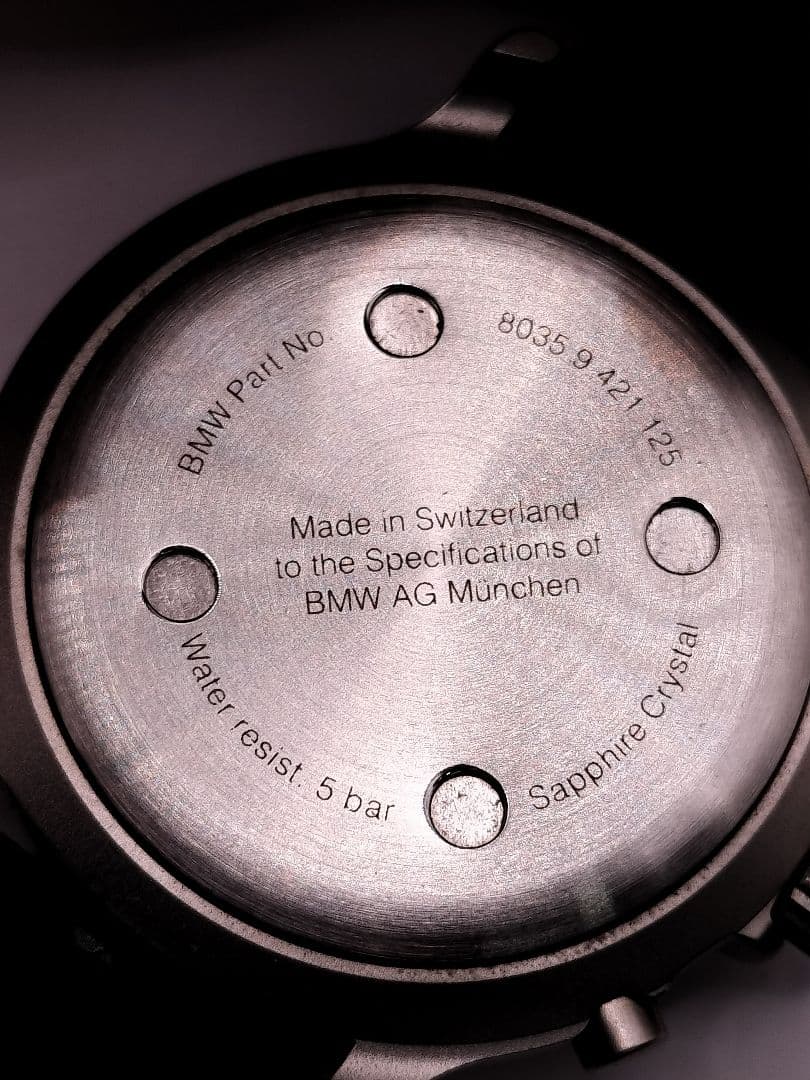 BMW Part No. 8035 9 421 125
Made in Switzerland
to the Specifications of
BMW AG München
Water resist. 5 bar
Sapphire Crystal